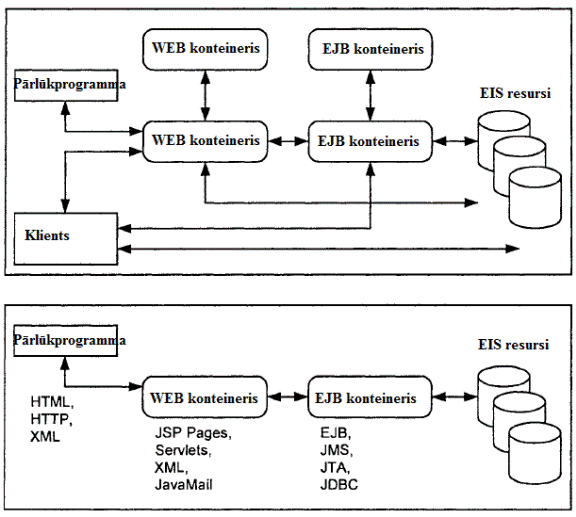 WEB konteineris
EJB konteineris
Pārlūkprogramma
EIS resursi
WEB konteineris
EJB konteineris
Klients
Pārlūkprogramma
EIS resursi
WEB konteineris
EJB konteineris
HTML,
HTTP,
XML
JSP Pages,
Servlets,
XML,
JavaMail
EJB,
JMS,
JTA,
JDBC